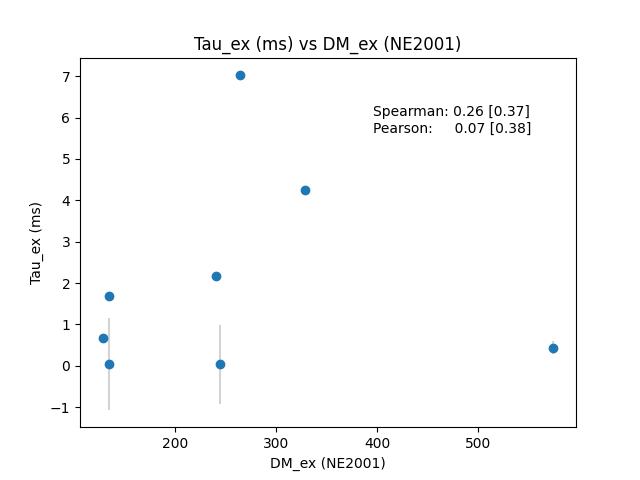 Tau_ex (ms) vs DM_ex (NE2001)
Spearman: 0.26 [0.37]
Pearson: 0.07 [0.38]
Tau_ex (ms)
7
6
5
4
3
2
1
0
−1
200 300 400 500
DM_ex (NE2001)